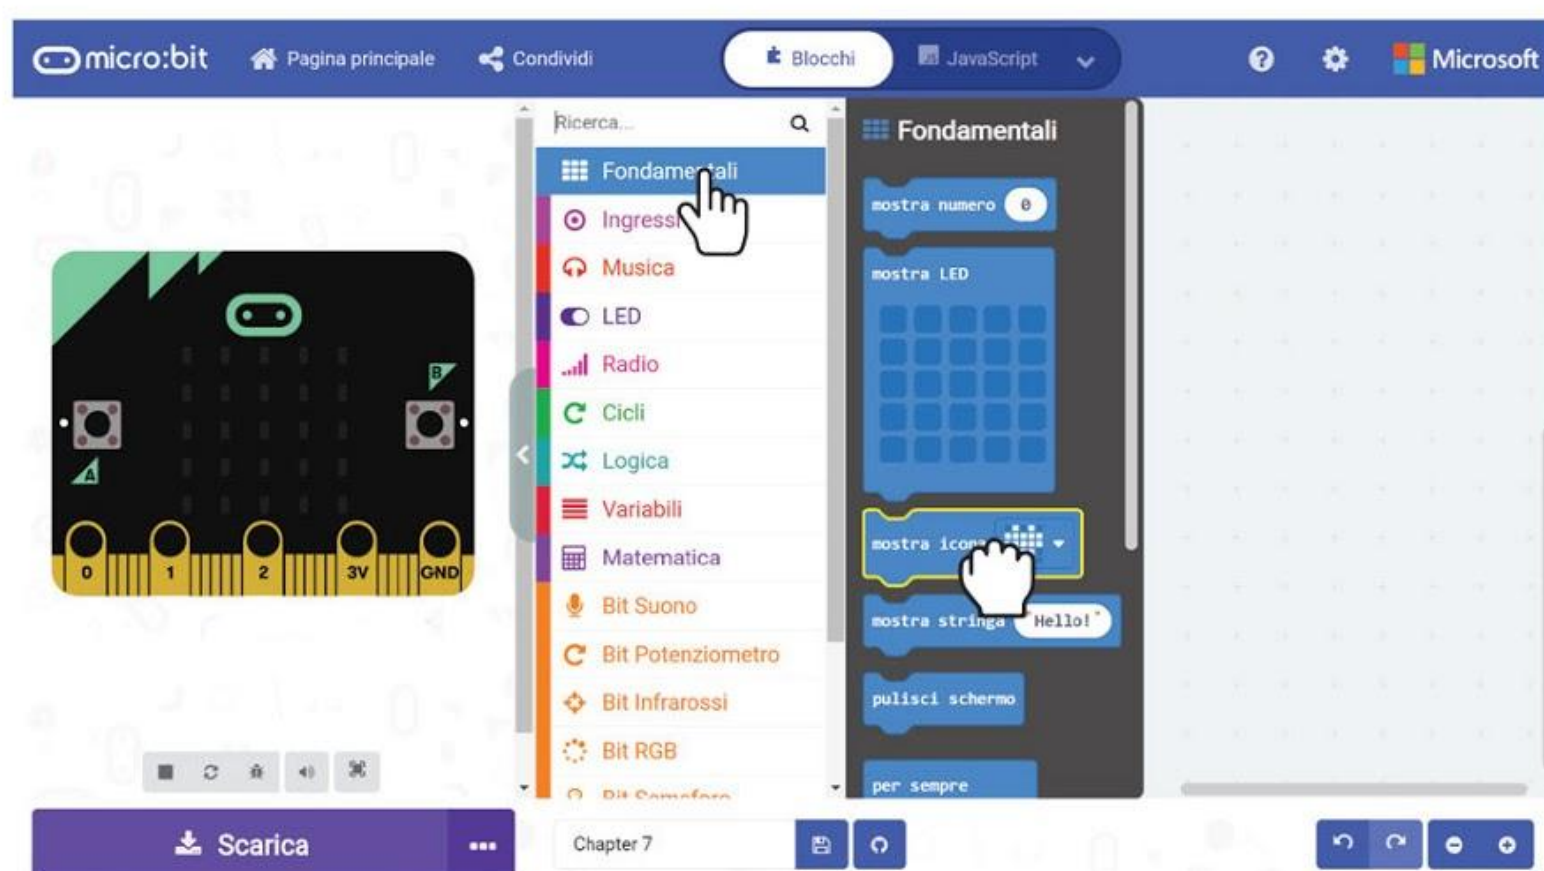 micro:bit Pagina principale Condividi Blocchi JavaScript Microsoft
Ricerca...
Fondamentali
Ingressi
Musica
LED
Radio
Cicli
Logica
Variabili
Matematica
Bit Suono
Bit Potenziometro
Bit Infrarossi
Bit RGB
Bit Semaforo
Fondamentali
mostra numero 0
mostra LED
mostra icona
mostra stringa "Hello!"
pulisci schermo
per sempre
B
A
0 1 2 3V GND
Scarica ...
Chapter 7